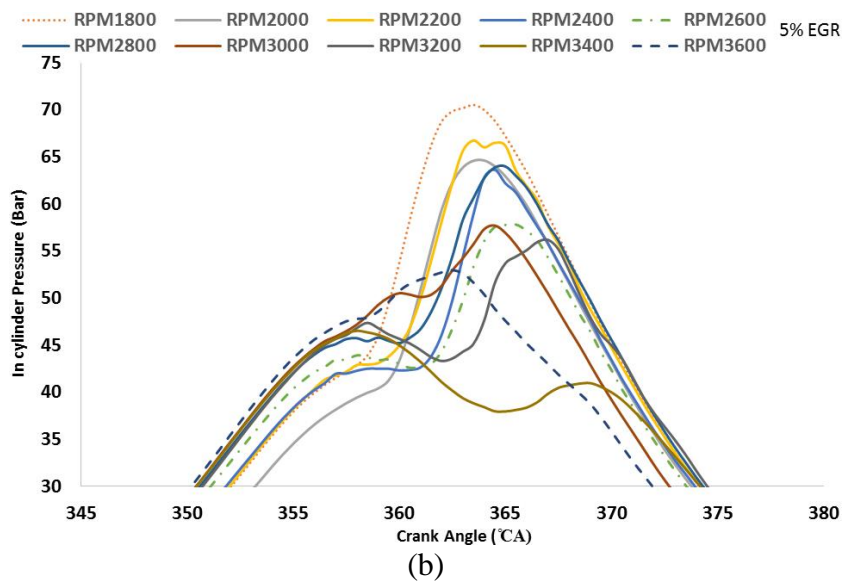 RPM1800 RPM2000 RPM2200 RPM2400 RPM2600 5% EGR
RPM2800 RPM3000 RPM3200 RPM3400 RPM3600
75
70
65
60
55
50
45
40
35
30
In cylinder Pressure (Bar)
345 350 355 360 365 370 375 380
Crank Angle (℃A)
(b)